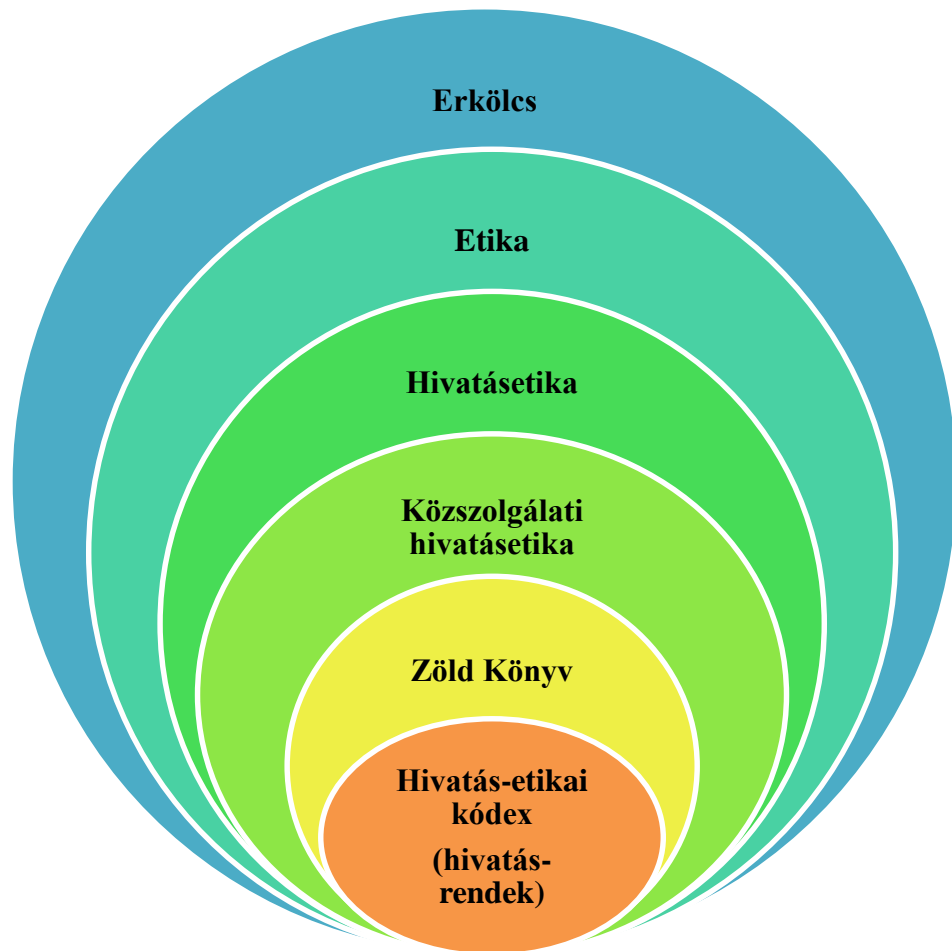 Erkölcs
Etika
Hivatásetika
Közszolgálati
hivatásetika
Zöld Könyv
Hivatás-etikai
kódex
(hivatás-
rendek)